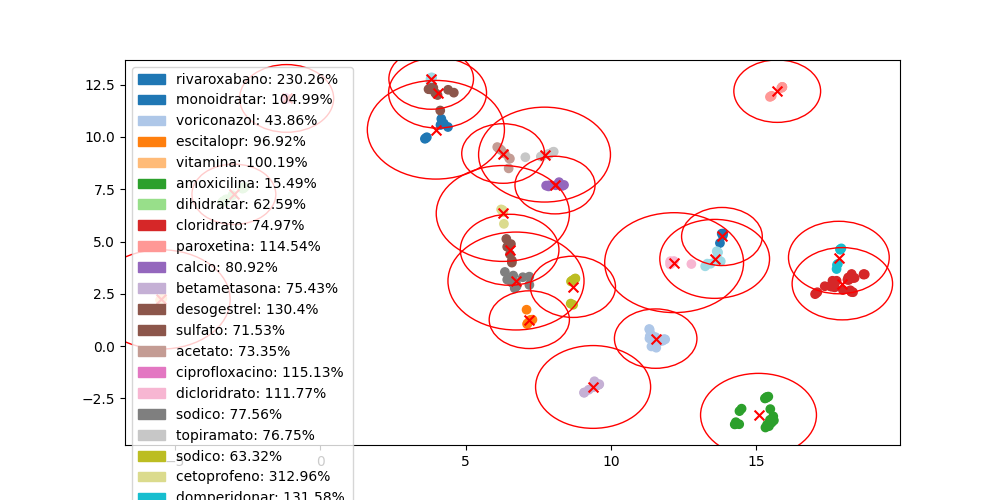 12.5
10.0
7.5
5.0
2.5
0.0
−2.5
0
5
10
15
rivaroxabano: 230.26%
monoidratar: 104.99%
voriconazol: 43.86%
escitalopr: 96.92%
vitamina: 100.19%
amoxicilina: 15.49%
dihidratar: 62.59%
cloridrato: 74.97%
paroxetina: 114.54%
calcio: 80.92%
betametasona: 75.43%
desogestrel: 130.4%
sulfato: 71.53%
acetato: 73.35%
ciprofloxacino: 115.13%
dicloridrato: 111.77%
sodico: 77.56%
topiramato: 76.75%
sodico: 63.32%
cetoprofeno: 312.96%
domperidonar: 131.58%